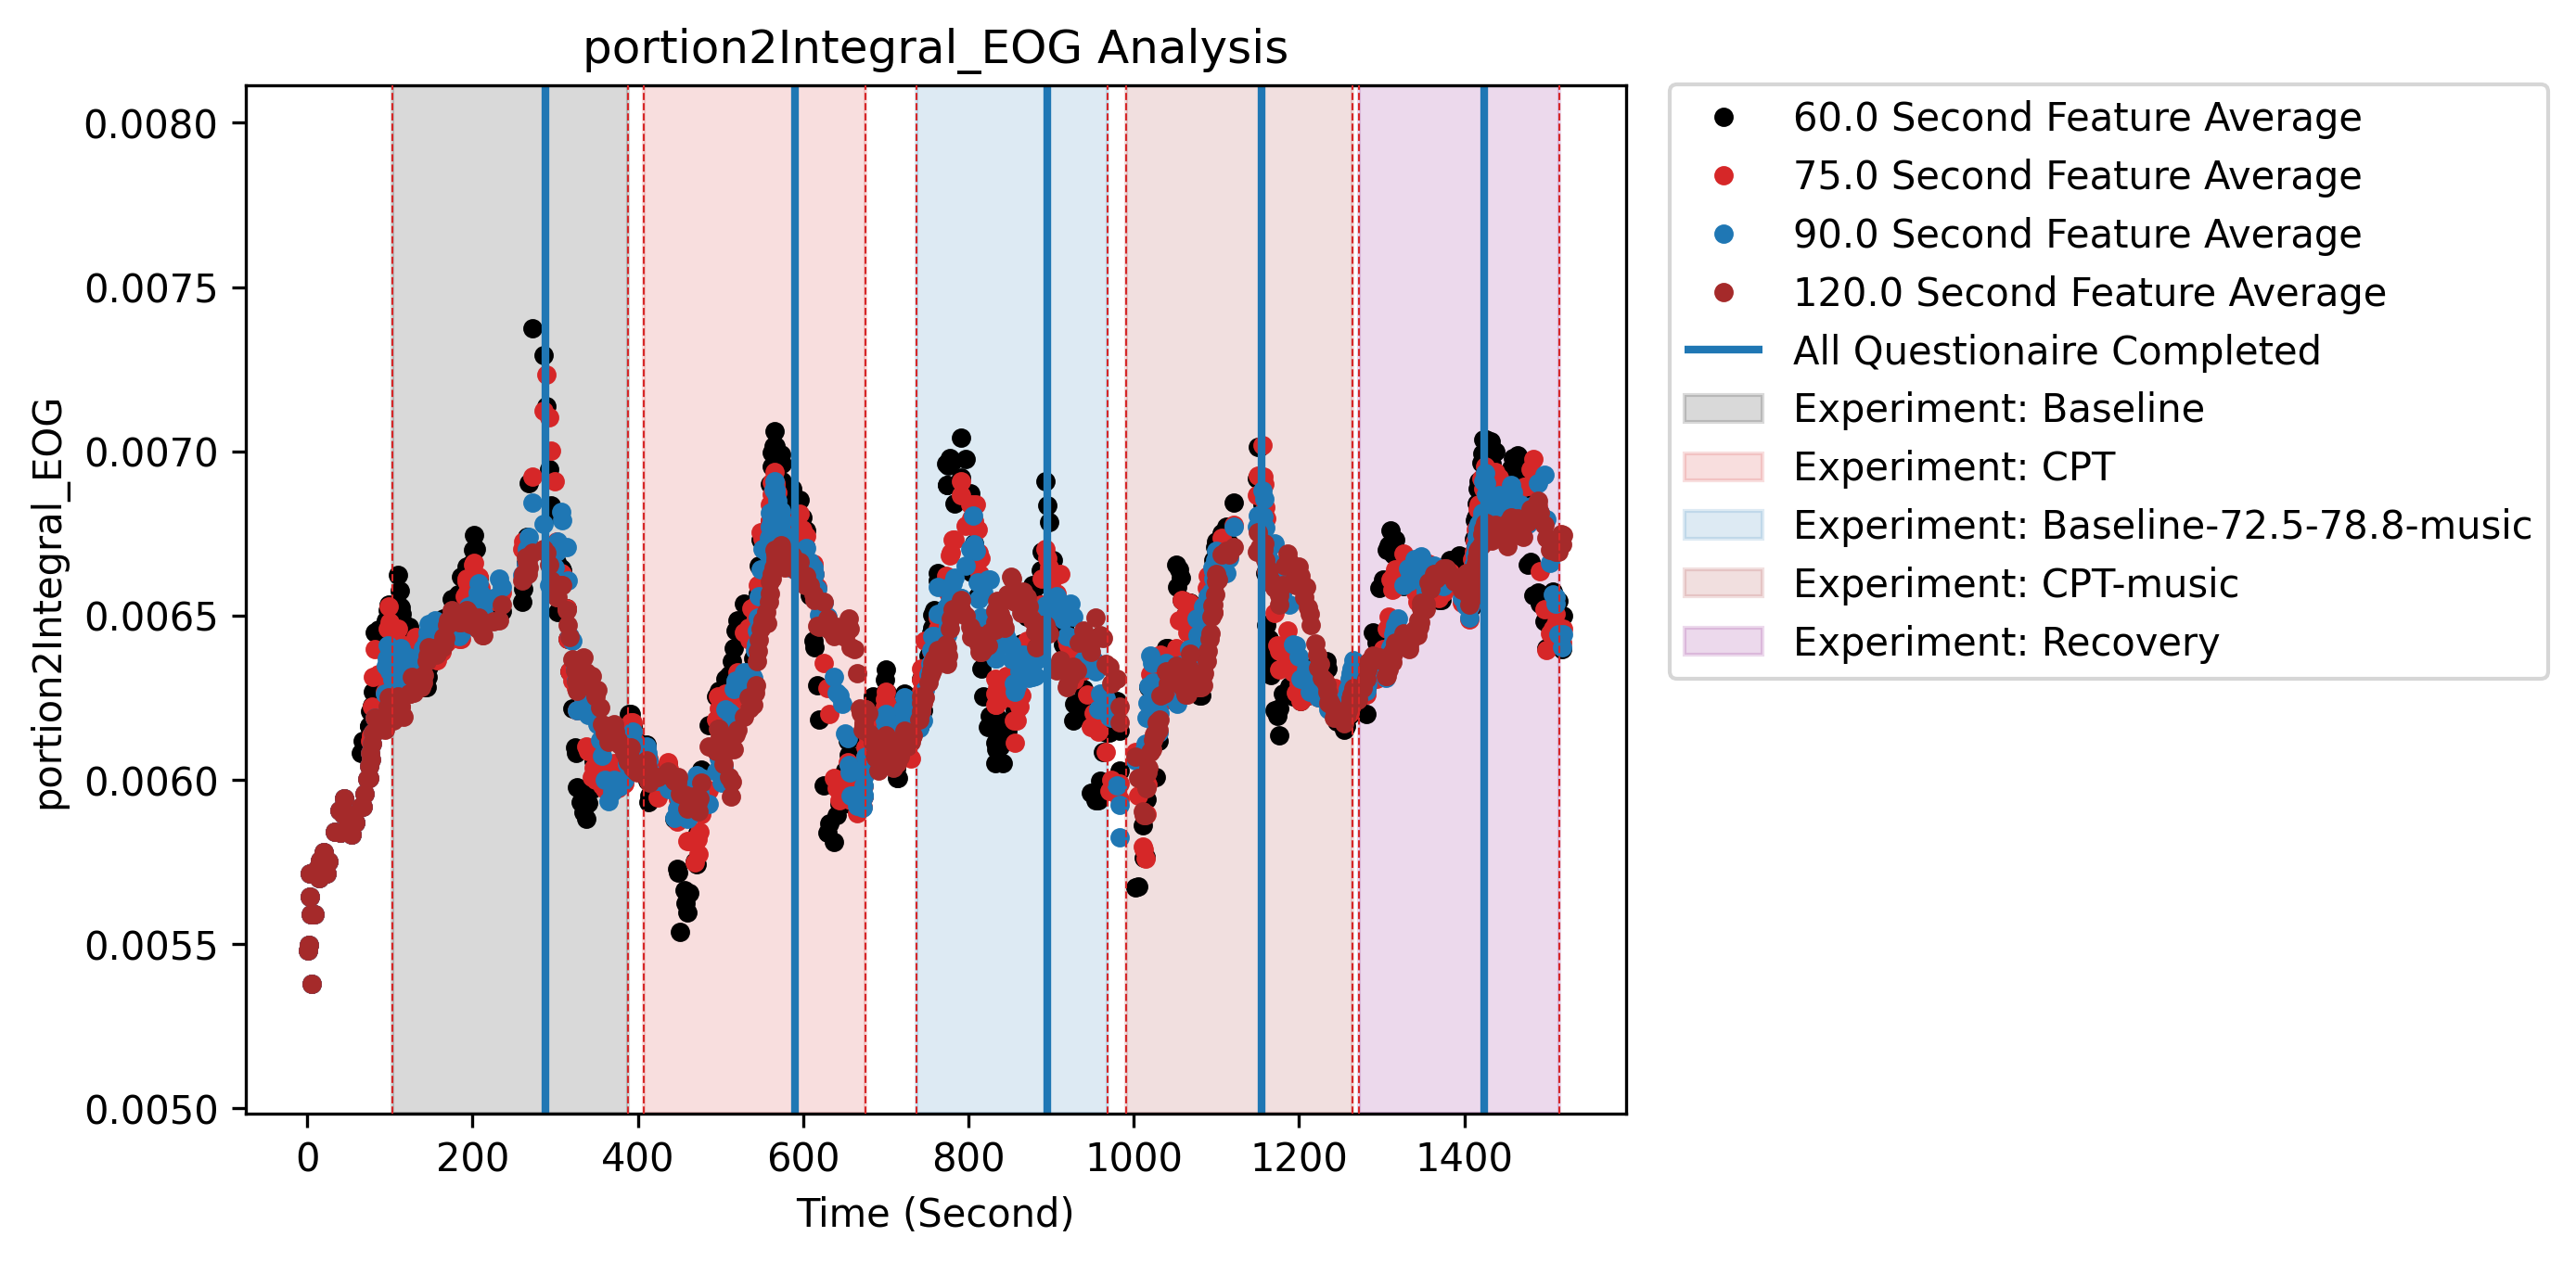 portion2Integral_EOG Analysis
0.0080
0.0075
0.0070
0.0065
0.0060
0.0055
0.0050
portion2Integral_EOG
0 200 400 600 800 1000 1200 1400
Time (Second)
60.0 Second Feature Average
75.0 Second Feature Average
90.0 Second Feature Average
120.0 Second Feature Average
All Questionaire Completed
Experiment: Baseline
Experiment: CPT
Experiment: Baseline-72.5-78.8-music
Experiment: CPT-music
Experiment: Recovery